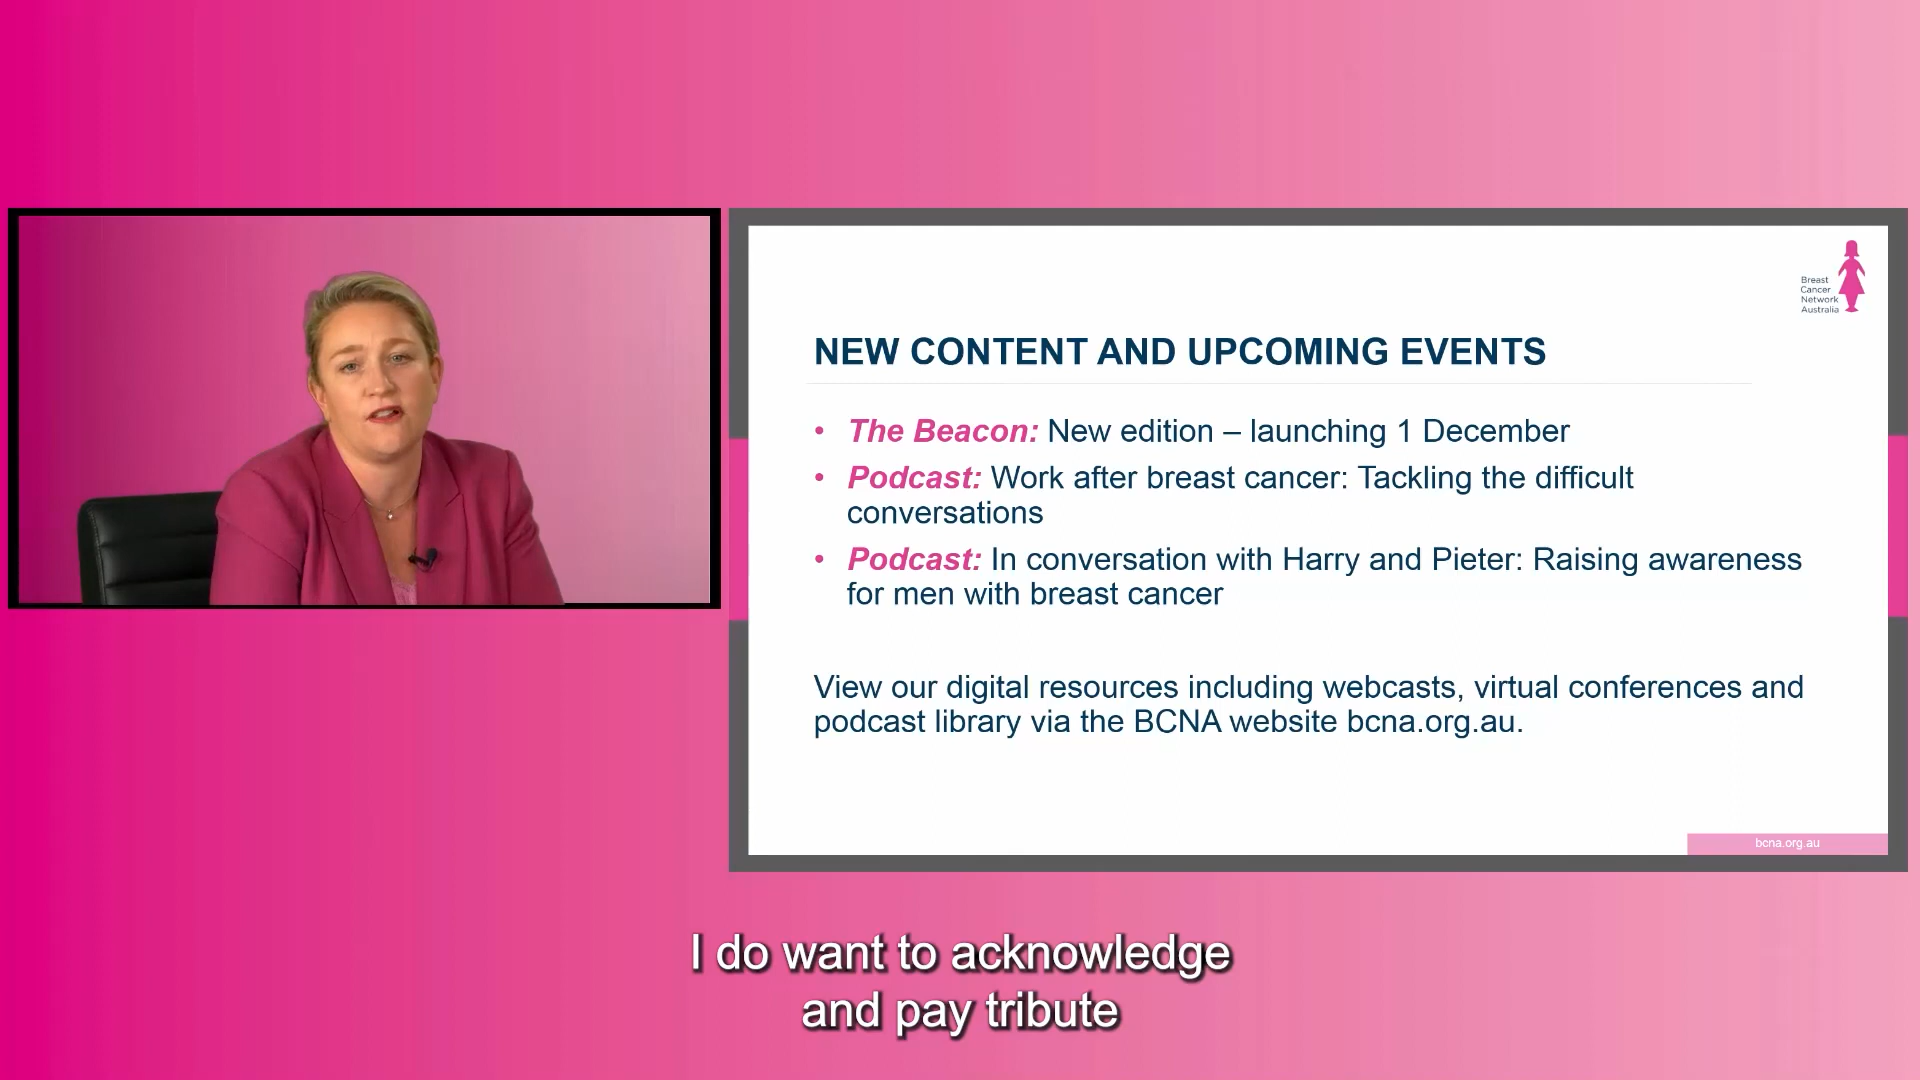 Breast
Cancer
Network
Australia
NEW CONTENT AND UPCOMING EVENTS
• The Beacon: New edition – launching 1 December
• Podcast: Work after breast cancer: Tackling the difficult
conversations
• Podcast: In conversation with Harry and Pieter: Raising awareness
for men with breast cancer
View our digital resources including webcasts, virtual conferences and
podcast library via the BCNA website bcna.org.au.
bcna.org.au
I do want to acknowledge
and pay tribute